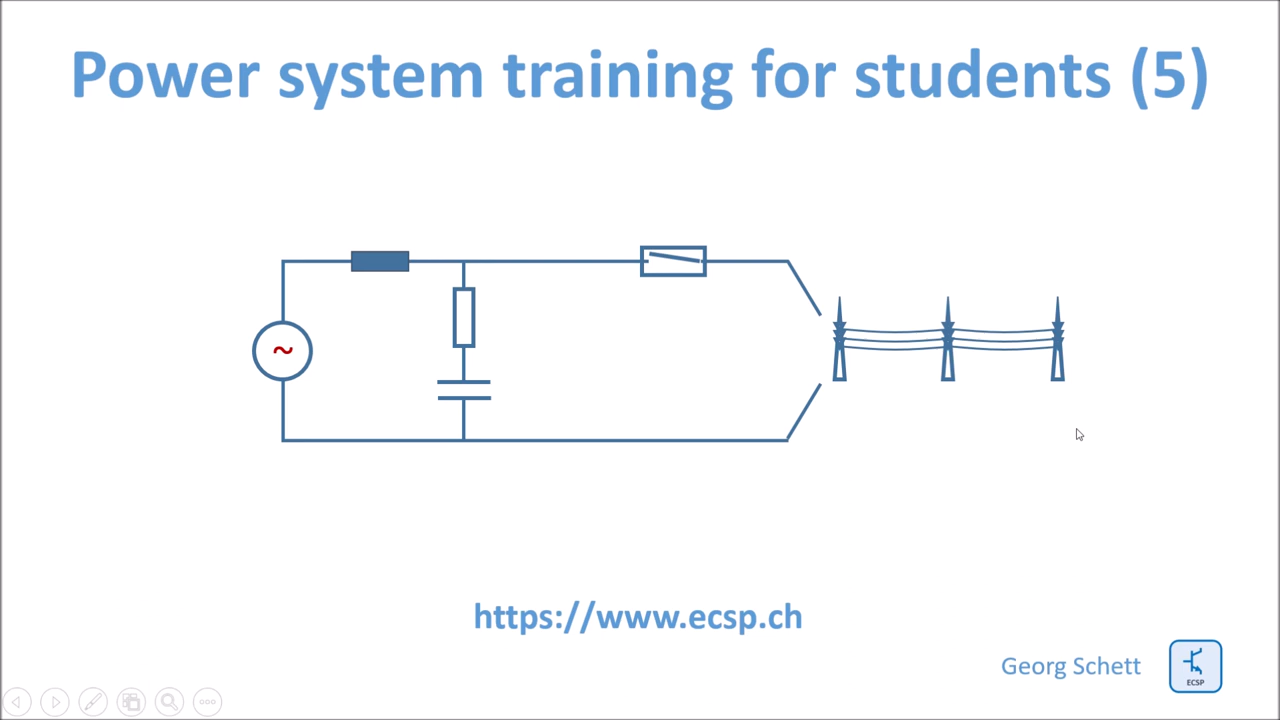 Power system training for students (5)
~
https://www.ecsp.ch
Georg Schett
ECSP